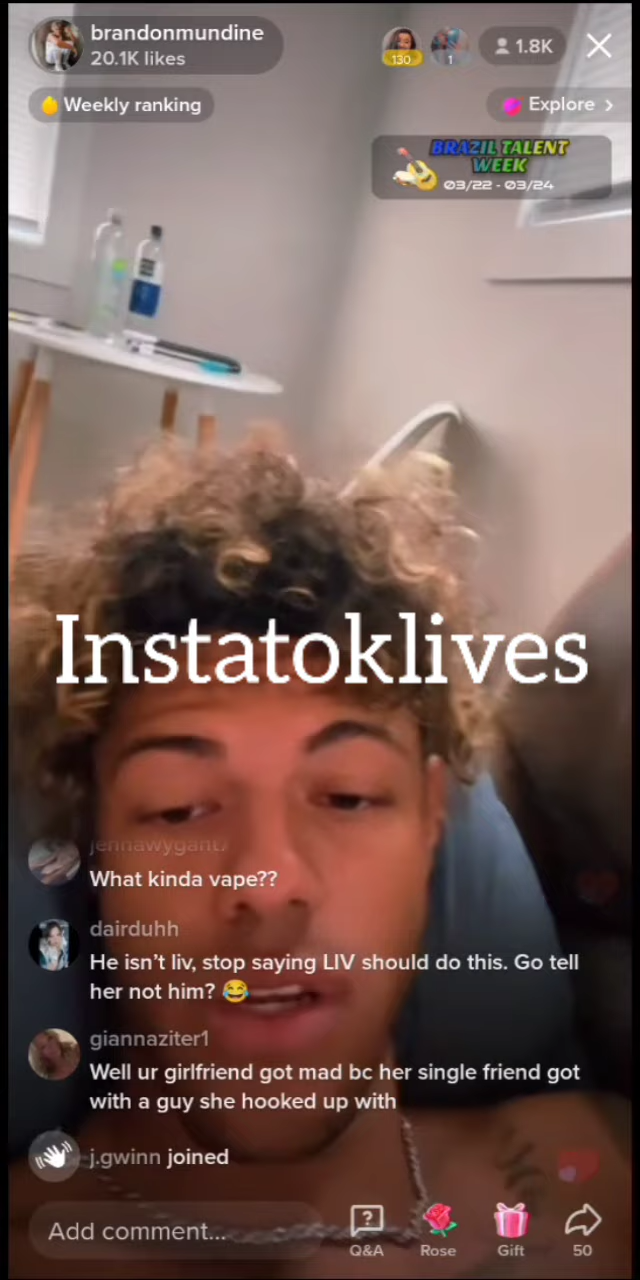 brandonmundine
20.1K likes
130
1
1.8K
Weekly ranking
Explore
BRAZIL TALENT
WEEK
03/22 - 03/24
Instatoklives
jennawygant7
What kinda vape??
dairduhh
He isn’t liv, stop saying LIV should do this. Go tell
her not him? 😂
giannaziter1
Well ur girlfriend got mad bc her single friend got
with a guy she hooked up with
j.gwinn joined
Add comment...
Q&A
Rose
Gift
50